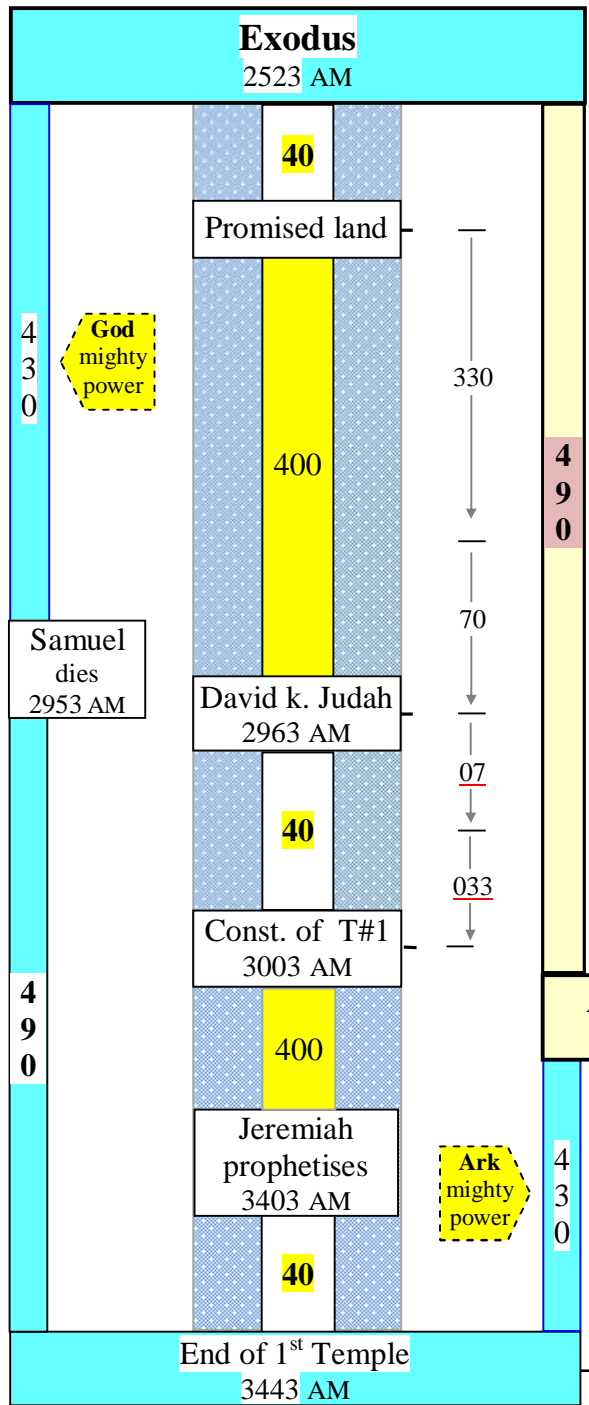 Exodus
2523 AM
40
Promised land
4
3
0
God
mighty
power
330
400
4
9
0
70
Samuel
dies
2953 AM
David k. Judah
2963 AM
07
40
033
Const. of T#1
3003 AM
4
9
0
400
Jeremiah
prophetises
3403 AM
Ark
mighty
power
4
3
0
40
End of 1st Temple
3443 AM